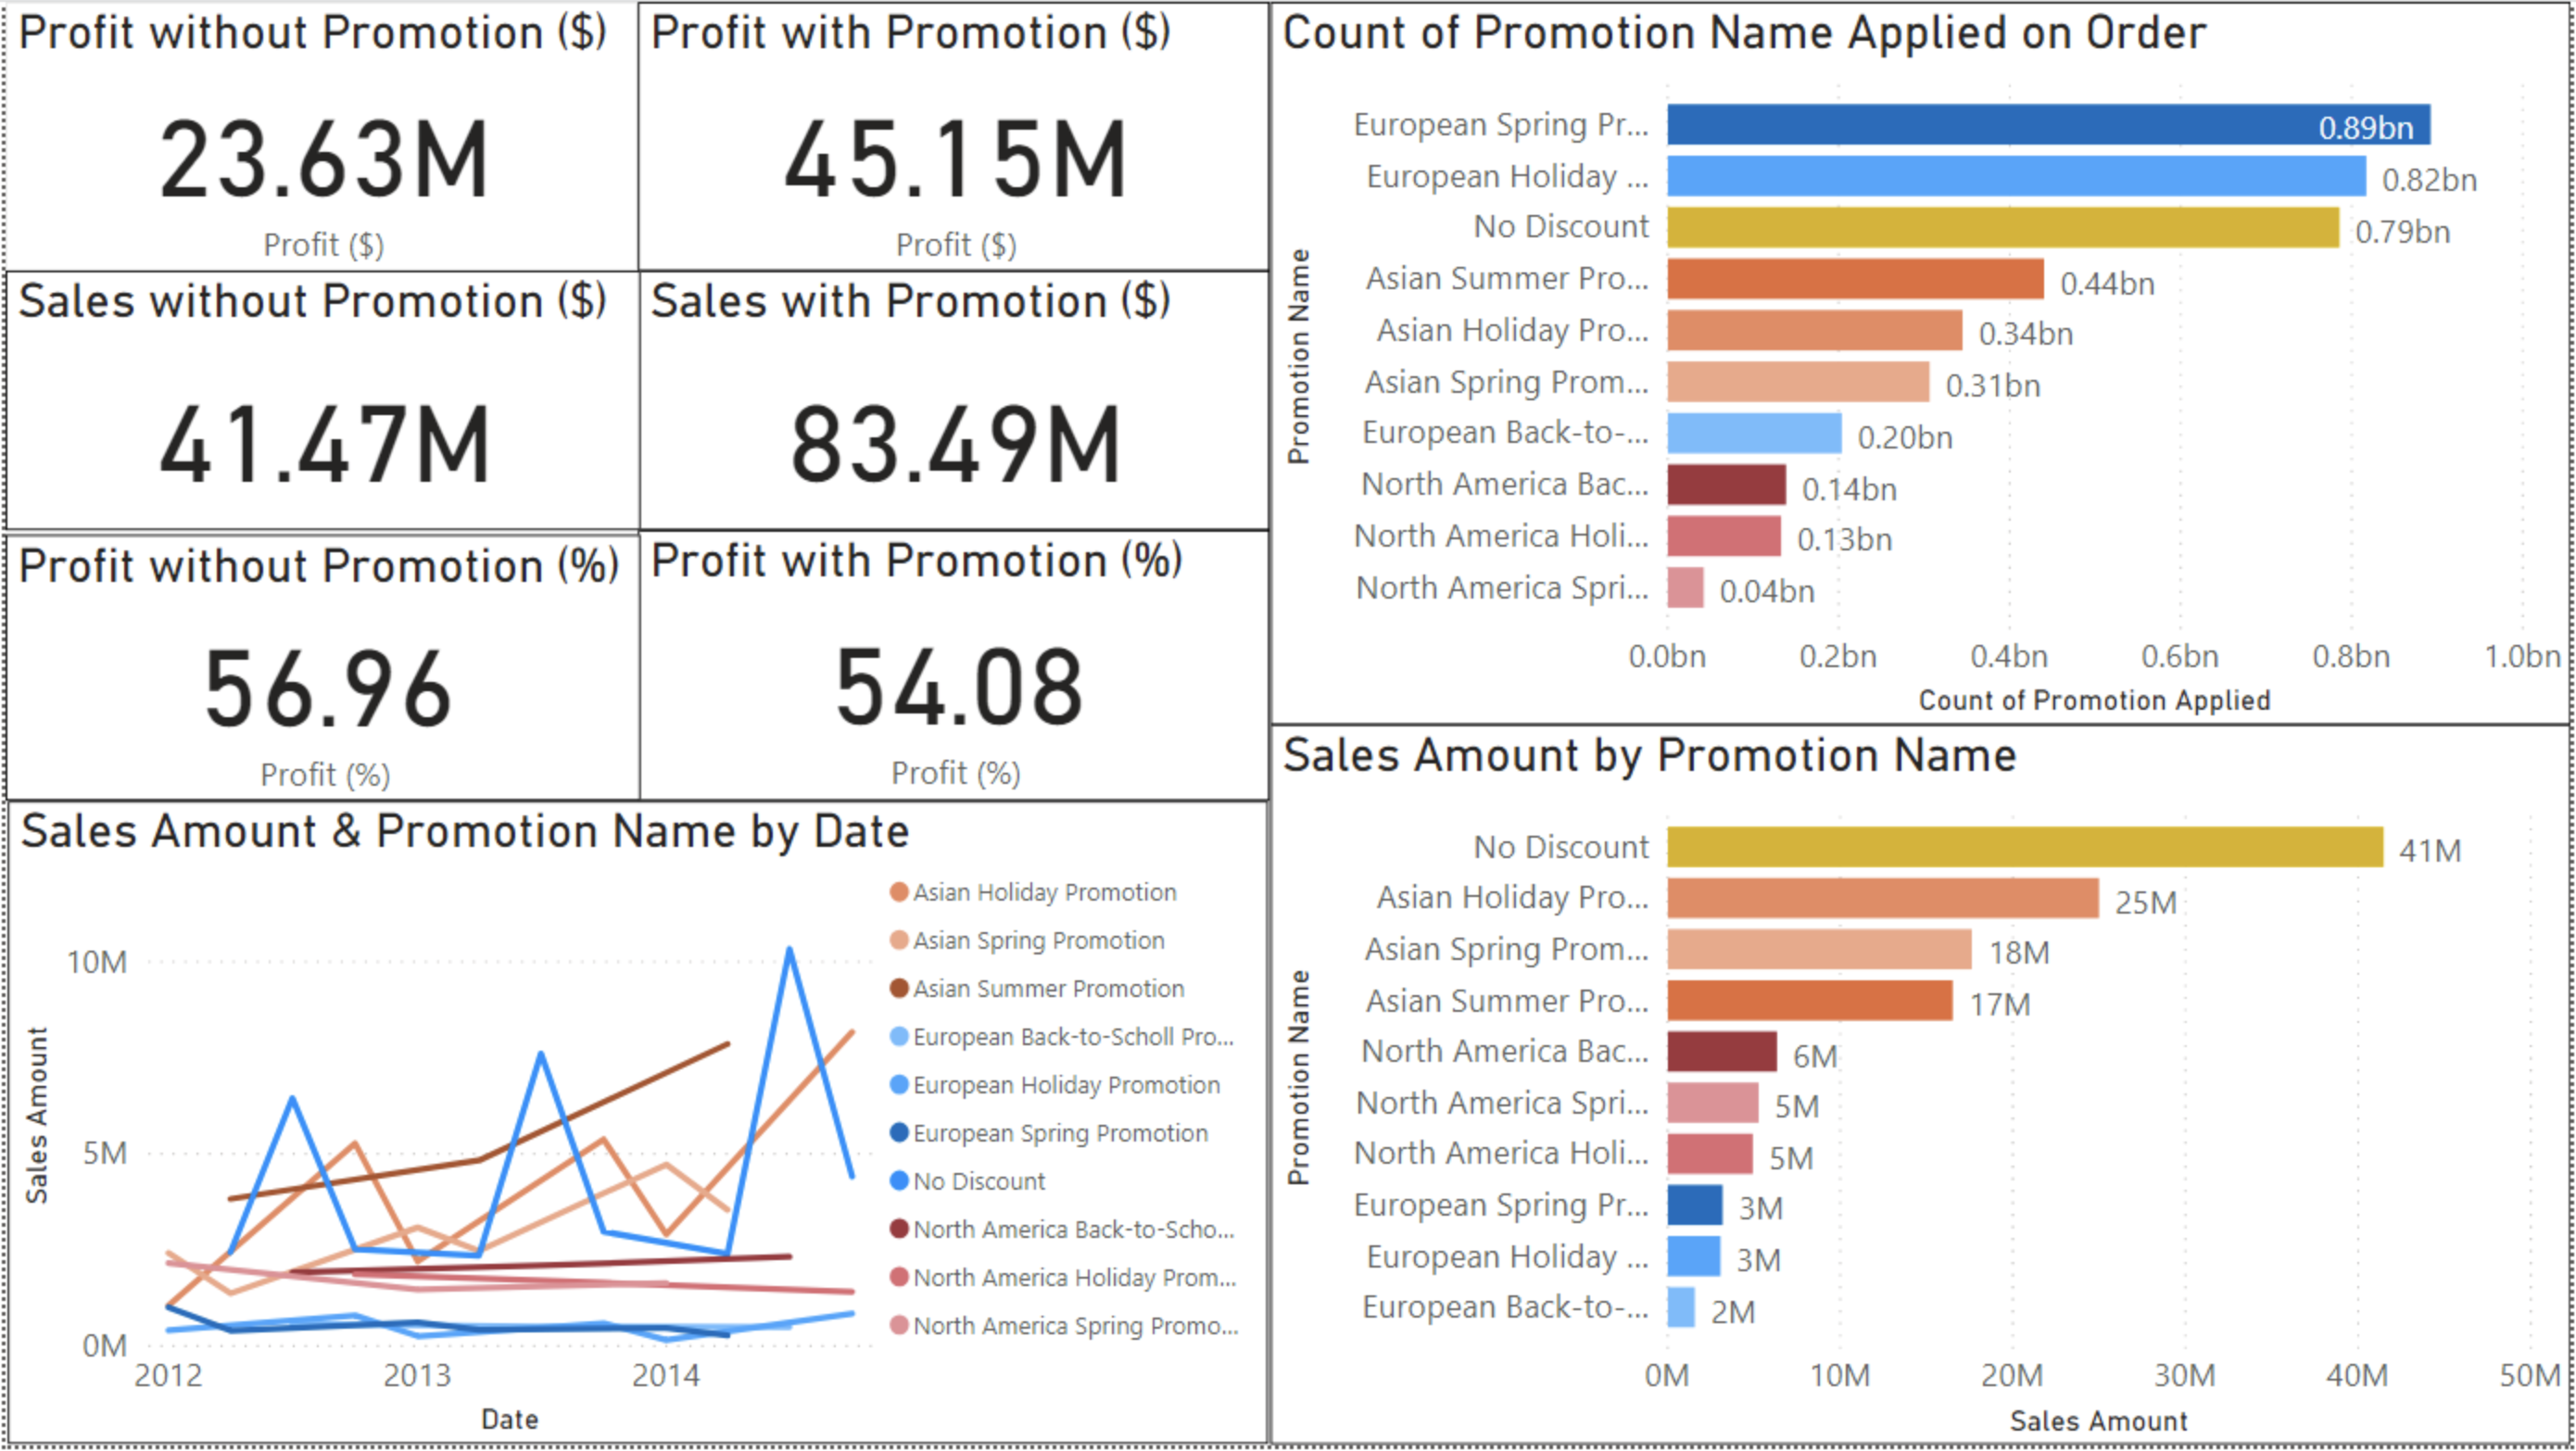 Profit without Promotion ($)
23.63M
Profit ($)
Profit with Promotion ($)
45.15M
Profit ($)
Sales without Promotion ($)
41.47M
Sales with Promotion ($)
83.49M
Profit without Promotion (%)
56.96
Profit (%)
Profit with Promotion (%)
54.08
Profit (%)
Sales Amount & Promotion Name by Date
Sales Amount
10M
5M
0M
2012 2013 2014
Date
Asian Holiday Promotion
Asian Spring Promotion
Asian Summer Promotion
European Back-to-Scholl Pro...
European Holiday Promotion
European Spring Promotion
No Discount
North America Back-to-Scho...
North America Holiday Prom...
North America Spring Promo...
Count of Promotion Name Applied on Order
Promotion Name
European Spring Pr... 0.89bn
European Holiday ... 0.82bn
No Discount 0.79bn
Asian Summer Pro... 0.44bn
Asian Holiday Pro... 0.34bn
Asian Spring Prom... 0.31bn
European Back-to-... 0.20bn
North America Bac... 0.14bn
North America Holi... 0.13bn
North America Spri... 0.04bn
0.0bn 0.2bn 0.4bn 0.6bn 0.8bn 1.0bn
Count of Promotion Applied
Sales Amount by Promotion Name
Promotion Name
No Discount 41M
Asian Holiday Pro... 25M
Asian Spring Prom... 18M
Asian Summer Pro... 17M
North America Bac... 6M
North America Spri... 5M
North America Holi... 5M
European Spring Pr... 3M
European Holiday ... 3M
European Back-to-... 2M
0M 10M 20M 30M 40M 50M
Sales Amount